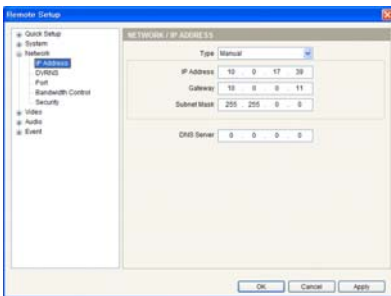 Remote Setup
Quick Setup
System
Network
IP Address
DVRNS
Port
Bandwidth Control
Security
Video
Audio
Event
NETWORK / IP ADDRESS
Type Manual
IP Address 10 . 0 . 17 . 39
Gateway 10 . 0 . 0 . 11
Subnet Mask 255 . 255 . 0 . 0
DNS Server 0 . 0 . 0 . 0
OK Cancel Apply